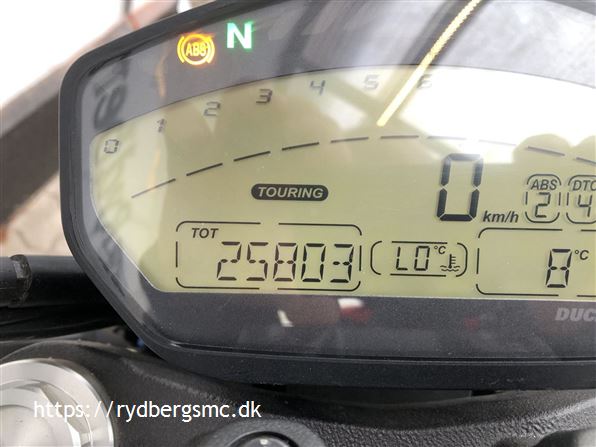 ABS N
0 1 2 3 4 5 6
TOURING
0 km/h
ABS 2
DTC 4
TOT
25803
LO °C
8 °C
DUC
https://rydbergsmc.dk